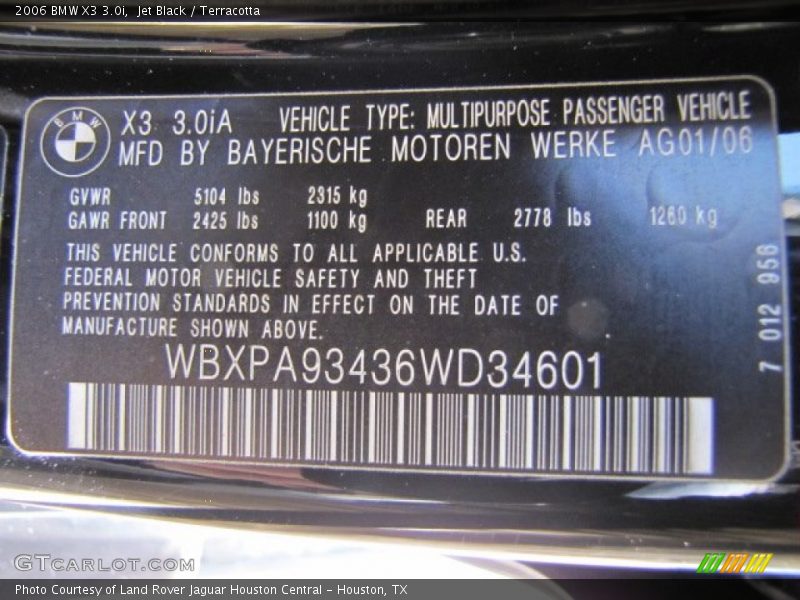 2006 BMW X3 3.0i, Jet Black / Terracotta
BMW
X3 3.0iA VEHICLE TYPE: MULTIPURPOSE PASSENGER VEHICLE
MFD BY BAYERISCHE MOTOREN WERKE AG01/06
GVWR 5104 lbs 2315 kg
GAWR FRONT 2425 lbs 1100 kg REAR 2778 lbs 1260 kg
THIS VEHICLE CONFORMS TO ALL APPLICABLE U.S.
FEDERAL MOTOR VEHICLE SAFETY AND THEFT
PREVENTION STANDARDS IN EFFECT ON THE DATE OF
MANUFACTURE SHOWN ABOVE.
WBXPA93436WD34601
7 012 956
GTCARLOT.COM
Photo Courtesy of Land Rover Jaguar Houston Central - Houston, TX